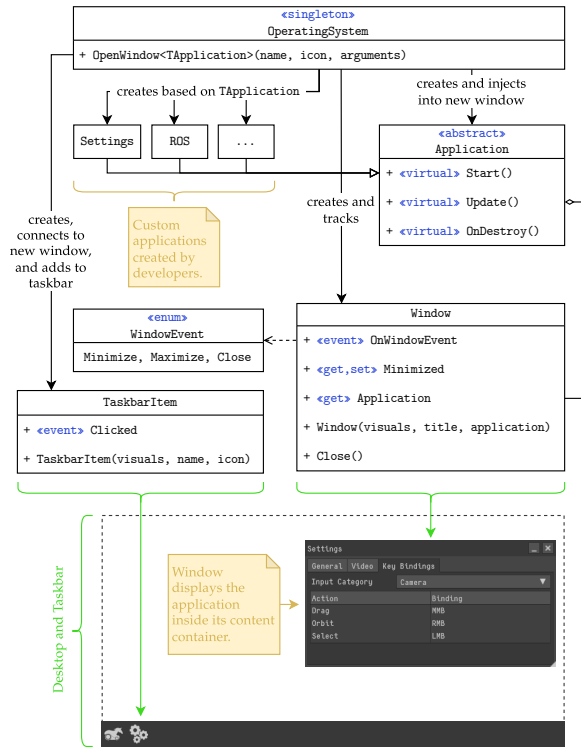 «singleton»
OperatingSystem
+ OpenWindow<TApplication>(name, icon, arguments)
creates based on TApplication
creates and injects
into new window
Settings
ROS
...
«abstract»
Application
+ «virtual» Start()
+ «virtual» Update()
+ «virtual» OnDestroy()
creates and
tracks
Custom
applications
created by
developers.
creates,
connects to
new window,
and adds to
taskbar
«enum»
WindowEvent
Minimize, Maximize, Close
Window
+ «event» OnWindowEvent
+ «get,set» Minimized
+ «get» Application
+ Window(visuals, title, application)
+ Close()
TaskbarItem
+ «event» Clicked
+ TaskbarItem(visuals, name, icon)
Desktop and Taskbar
Window
displays the
application
inside its content
container.
Settings
General Video Key Bindings
Input Category Camera
Action Binding
Drag MMB
Orbit RMB
Select LMB